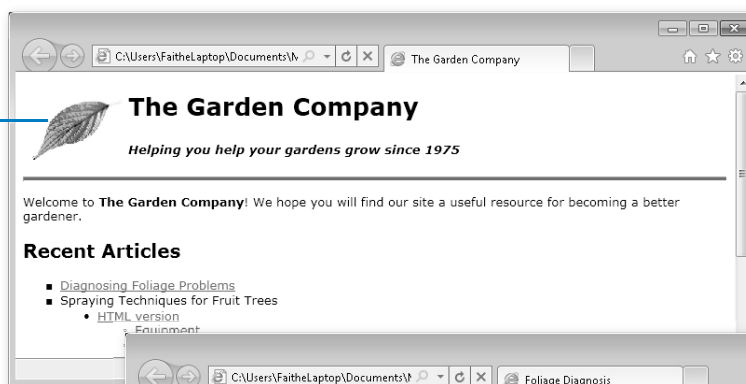 C:\Users\FaitheLaptop\Documents\M
The Garden Company
The Garden Company
Helping you help your gardens grow since 1975
Welcome to The Garden Company! We hope you will find our site a useful resource for becoming a better
gardener.
Recent Articles
Diagnosing Foliage Problems
Spraying Techniques for Fruit Trees
HTML version
Equipment
C:\Users\FaitheLaptop\Documents\M
Foliage Diagnosis